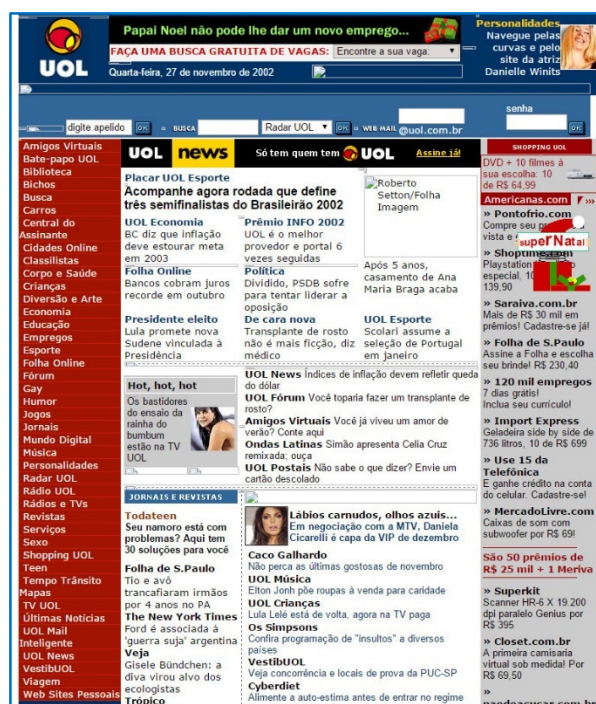 Papai Noel não pode lhe dar um novo emprego...
FAÇA UMA BUSCA GRATUITA DE VAGAS: Encontre a sua vaga:
Personalidades
Navegue pelas
curvas e pelo
site da atriz
Danielle Winits
UOL
Quarta-feira, 27 de novembro de 2002
senha
digite apelido ok BUSCA Radar UOL ok WEB MAIL @uol.com.br ok
Amigos Virtuais
Bate-papo UOL
Biblioteca
Bichos
Busca
Carros
Central do
Assinante
Cidades Online
Classilistas
Corpo e Saúde
Crianças
Diversão e Arte
Economia
Educação
Empregos
Esporte
Folha Online
Fórum
Gay
Humor
Jogos
Jornais
Mundo Digital
Música
Personalidades
Radar UOL
Rádio UOL
Rádios e TVs
Revistas
Serviços
Sexo
Shopping UOL
Teen
Tempo Trânsito
Mapas
TV UOL
Últimas Notícias
UOL Mail
Inteligente
UOL News
VestibUOL
Viagem
Web Sites Pessoais
UOL news Só tem quem tem UOL Assine já!
Placar UOL Esporte
Acompanhe agora rodada que define
três semifinalistas do Brasileirão 2002
UOL Economia
BC diz que inflação
deve estourar meta
em 2003
Prêmio INFO 2002
UOL é o melhor
provedor e portal 6
vezes seguidas
Roberto
Setton/Folha
Imagem
Após 5 anos,
casamento de Ana
Maria Braga acaba
Folha Online
Bancos cobram juros
recorde em outubro
Política
Dividido, PSDB sofre
para tentar liderar a
oposição
Presidente eleito
Lula promete nova
Sudene vinculada à
Presidência
De cara nova
Transplante de rosto
não é mais ficção, diz
médico
UOL Esporte
Scolari assume a
seleção de Portugal
em janeiro
Hot, hot, hot
Os bastidores
do ensaio da
rainha do
bumbum
estão na TV
UOL
UOL News Índices de inflação devem refletir queda
do dólar
UOL Fórum Você toparia fazer um transplante de
rosto?
Amigos Virtuais Você já viveu um amor de
verão? Conte aqui
Ondas Latinas Simão apresenta Celia Cruz
remixada; ouça
UOL Postais Não sabe o que dizer? Envie um
cartão descolado
JORNAIS E REVISTAS
Todateen
Seu namoro está com
problemas? Aqui tem
30 soluções para você
Folha de S.Paulo
Tio e avô
trancafiaram irmãos
por 4 anos no PA
The New York Times
Ford é associada à
'guerra suja' argentina
Veja
Gisele Bündchen: a
diva virou alvo dos
ecologistas
Trópico
Lábios carnudos, olhos azuis...
Em negociação com a MTV, Daniela
Cicarelli é capa da VIP de dezembro
Caco Galhardo
Não perca as últimas gostosas de novembro
UOL Música
Elton Jonh põe roupas à venda para caridade
UOL Crianças
Lula Lelé está de volta, agora na TV paga
Os Simpsons
Confira programação de "insultos" a diversos
países
VestibUOL
Veja concorrência e locais de prova da PUC-SP
Cyberdiet
Alimente a auto-estima antes de entrar no regime
SHOPPING UOL
DVD + 10 filmes à
sua escolha: 10
de R$ 64,99
Americanas.com
» Pontofrio.com
Compre seu
vista e
super Natal
» Shoptime.com
Playstation
especial, 10
139,90
» Saraiva.com.br
Mais de R$ 30 mil em
prêmios! Cadastre-se já!
» Folha de S.Paulo
Assine a Folha e escolha
seu brinde! R$ 230,40
» 120 mil empregos
7 dias grátis!
Inclua seu currículo!
» Import Express
Geladeira side by side de
736 litros, 10 de R$ 699
» Use 15 da
Telefônica
E ganhe crédito na conta
do celular. Cadastre-se!
» MercadoLivre.com
Caixas de som com
subwoofer por R$ 69!
São 50 prêmios de
R$ 25 mil + 1 Meriva
» Superkit
Scanner HR-6 X 19.200
dpi paralelo Genius por
R$ 395
» Closet.com.br
A primeira camisaria
virtual sob medida! Por
R$ 69,50
»